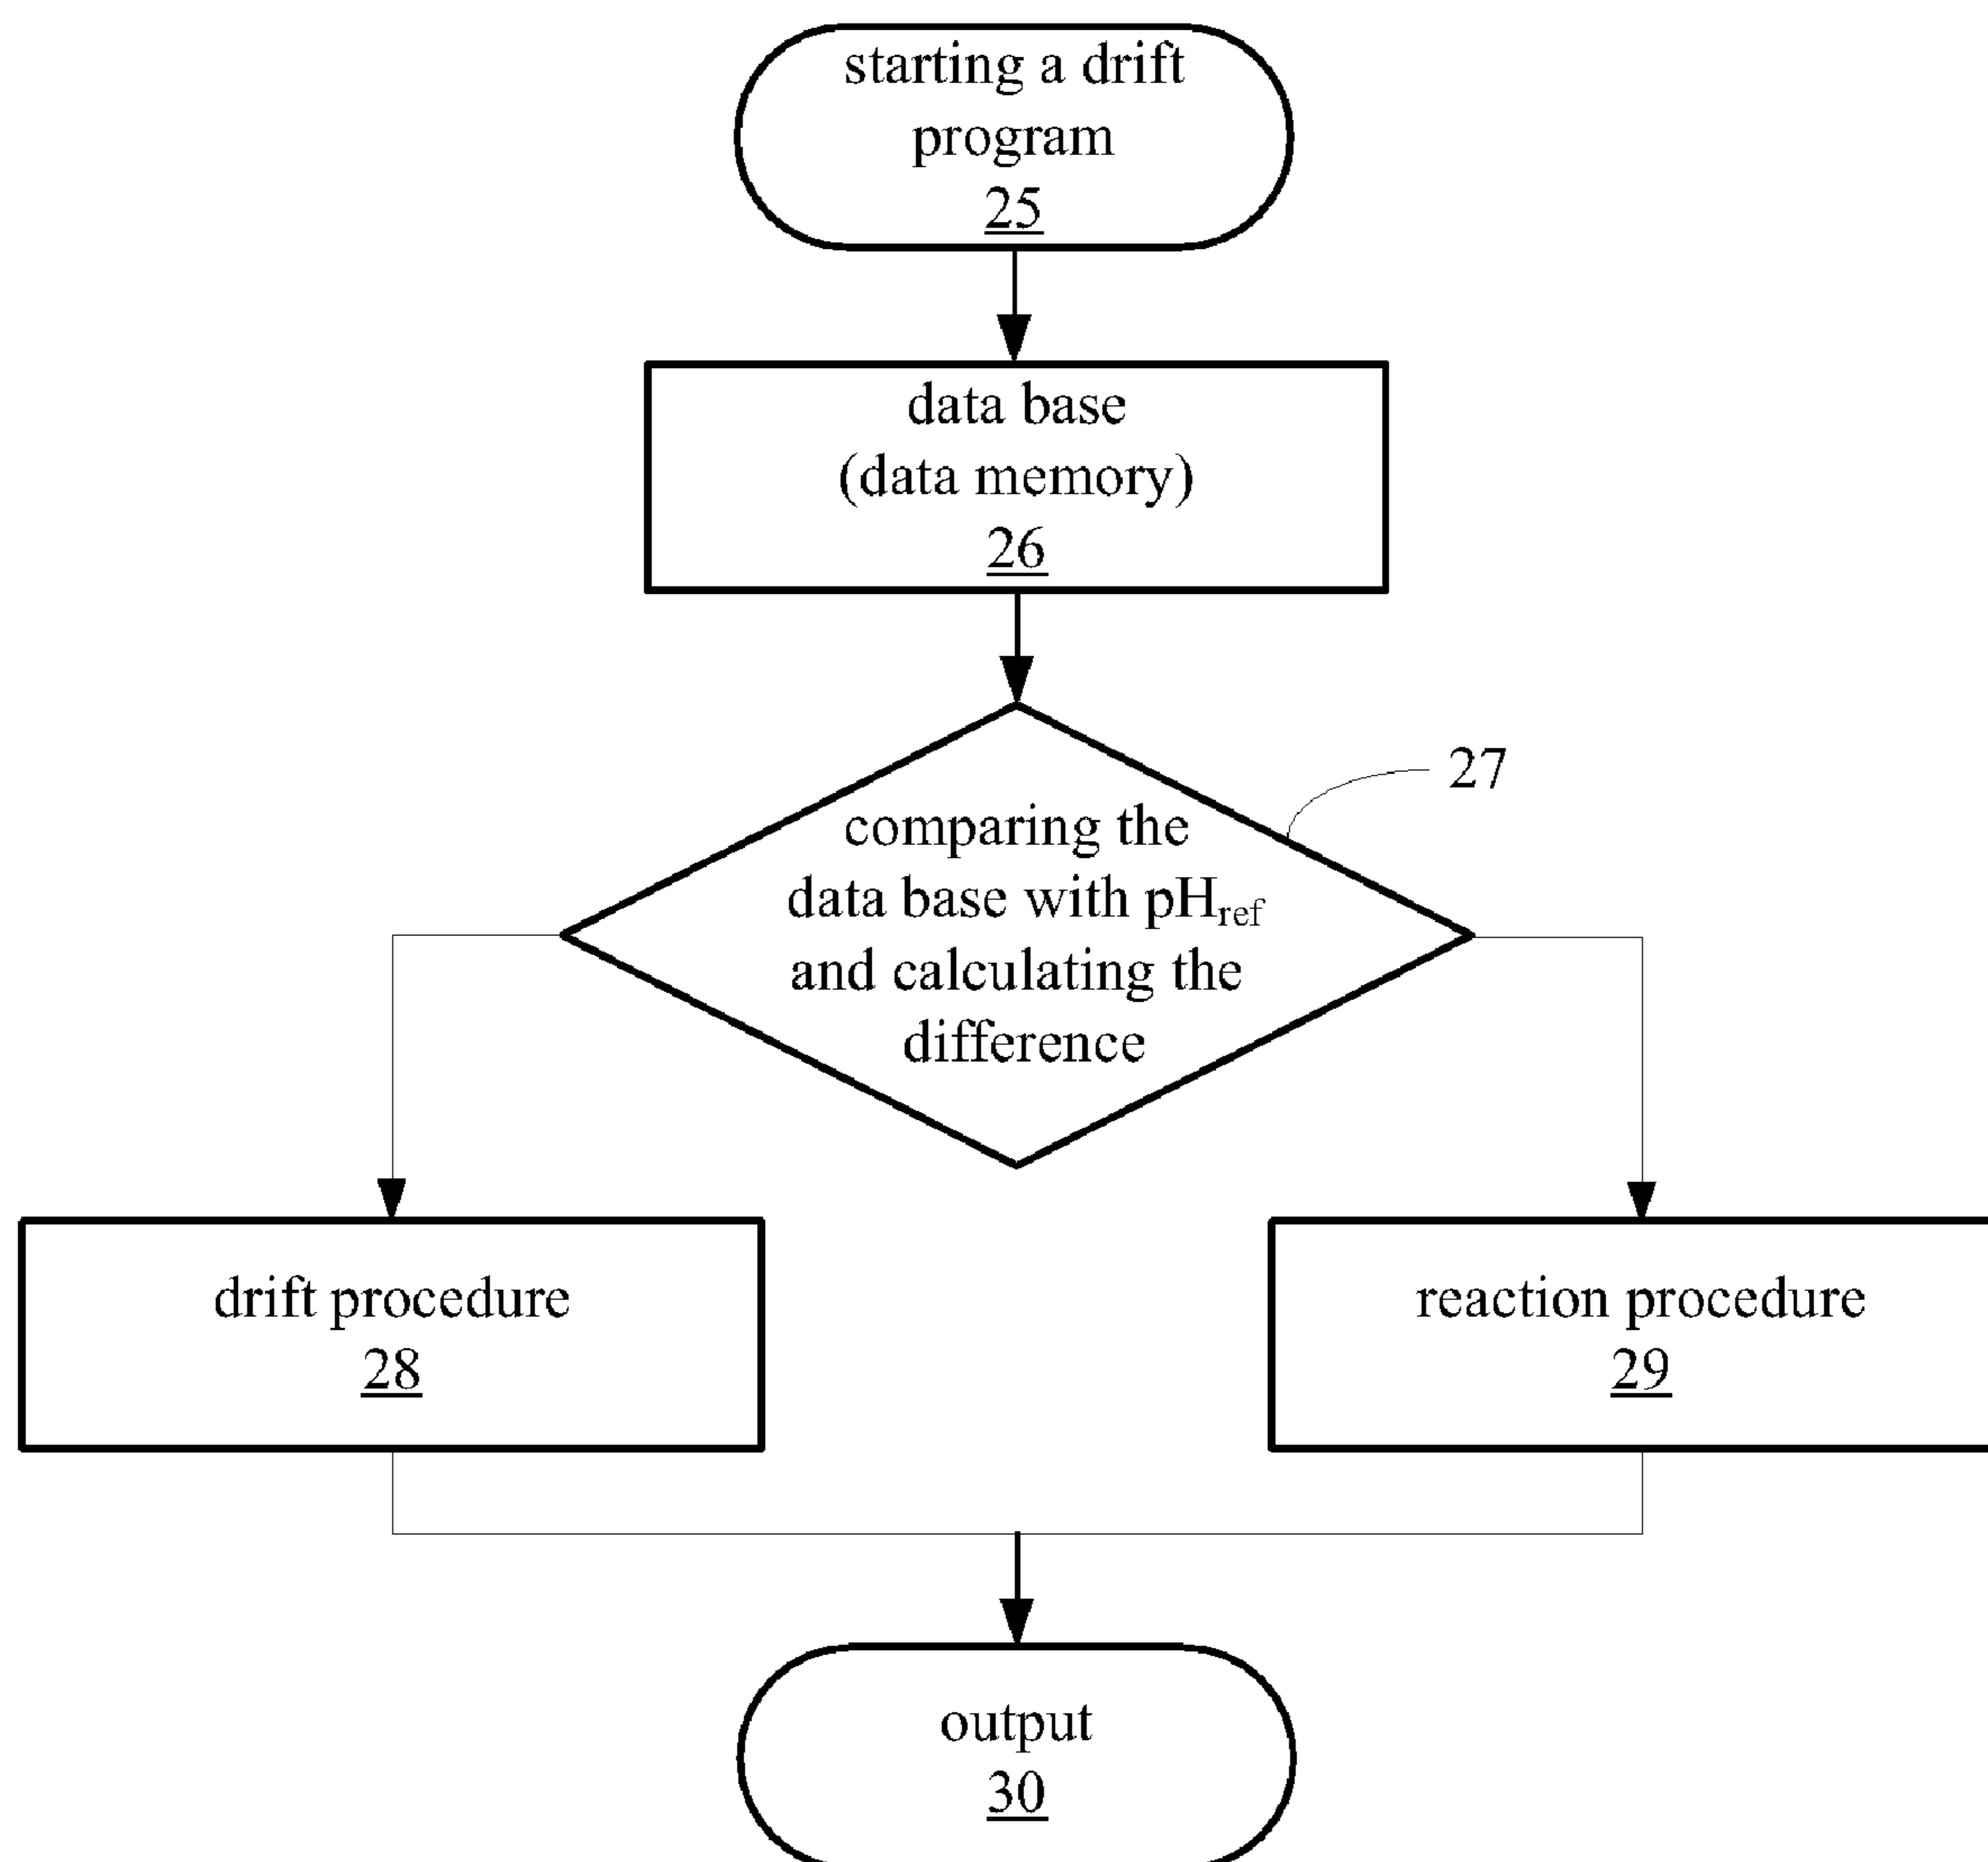 starting a drift
program
25
data base
(data memory)
26
27
comparing the
data base with pHref
and calculating the
difference
drift procedure
28
reaction procedure
29
output
30